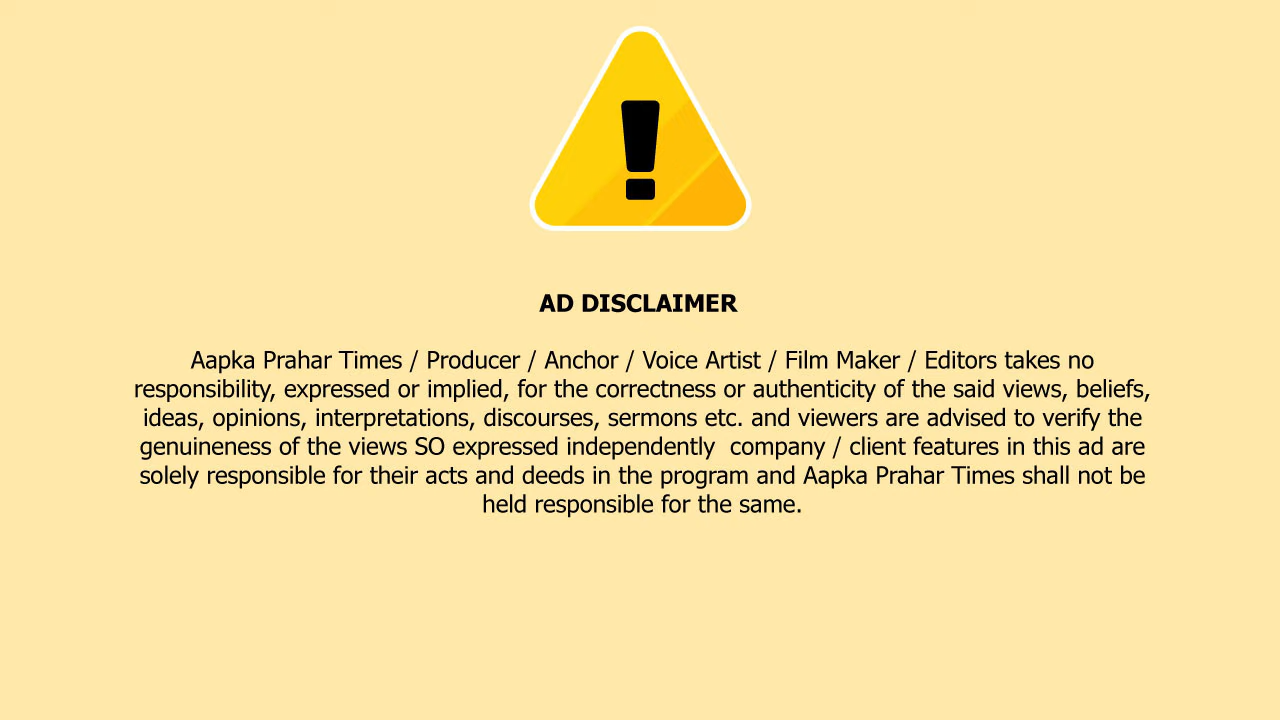 AD DISCLAIMER
Aapka Prahar Times / Producer / Anchor / Voice Artist / Film Maker / Editors takes no
responsibility, expressed or implied, for the correctness or authenticity of the said views, beliefs,
ideas, opinions, interpretations, discourses, sermons etc. and viewers are advised to verify the
genuineness of the views SO expressed independently  company / client features in this ad are
solely responsible for their acts and deeds in the program and Aapka Prahar Times shall not be
held responsible for the same.